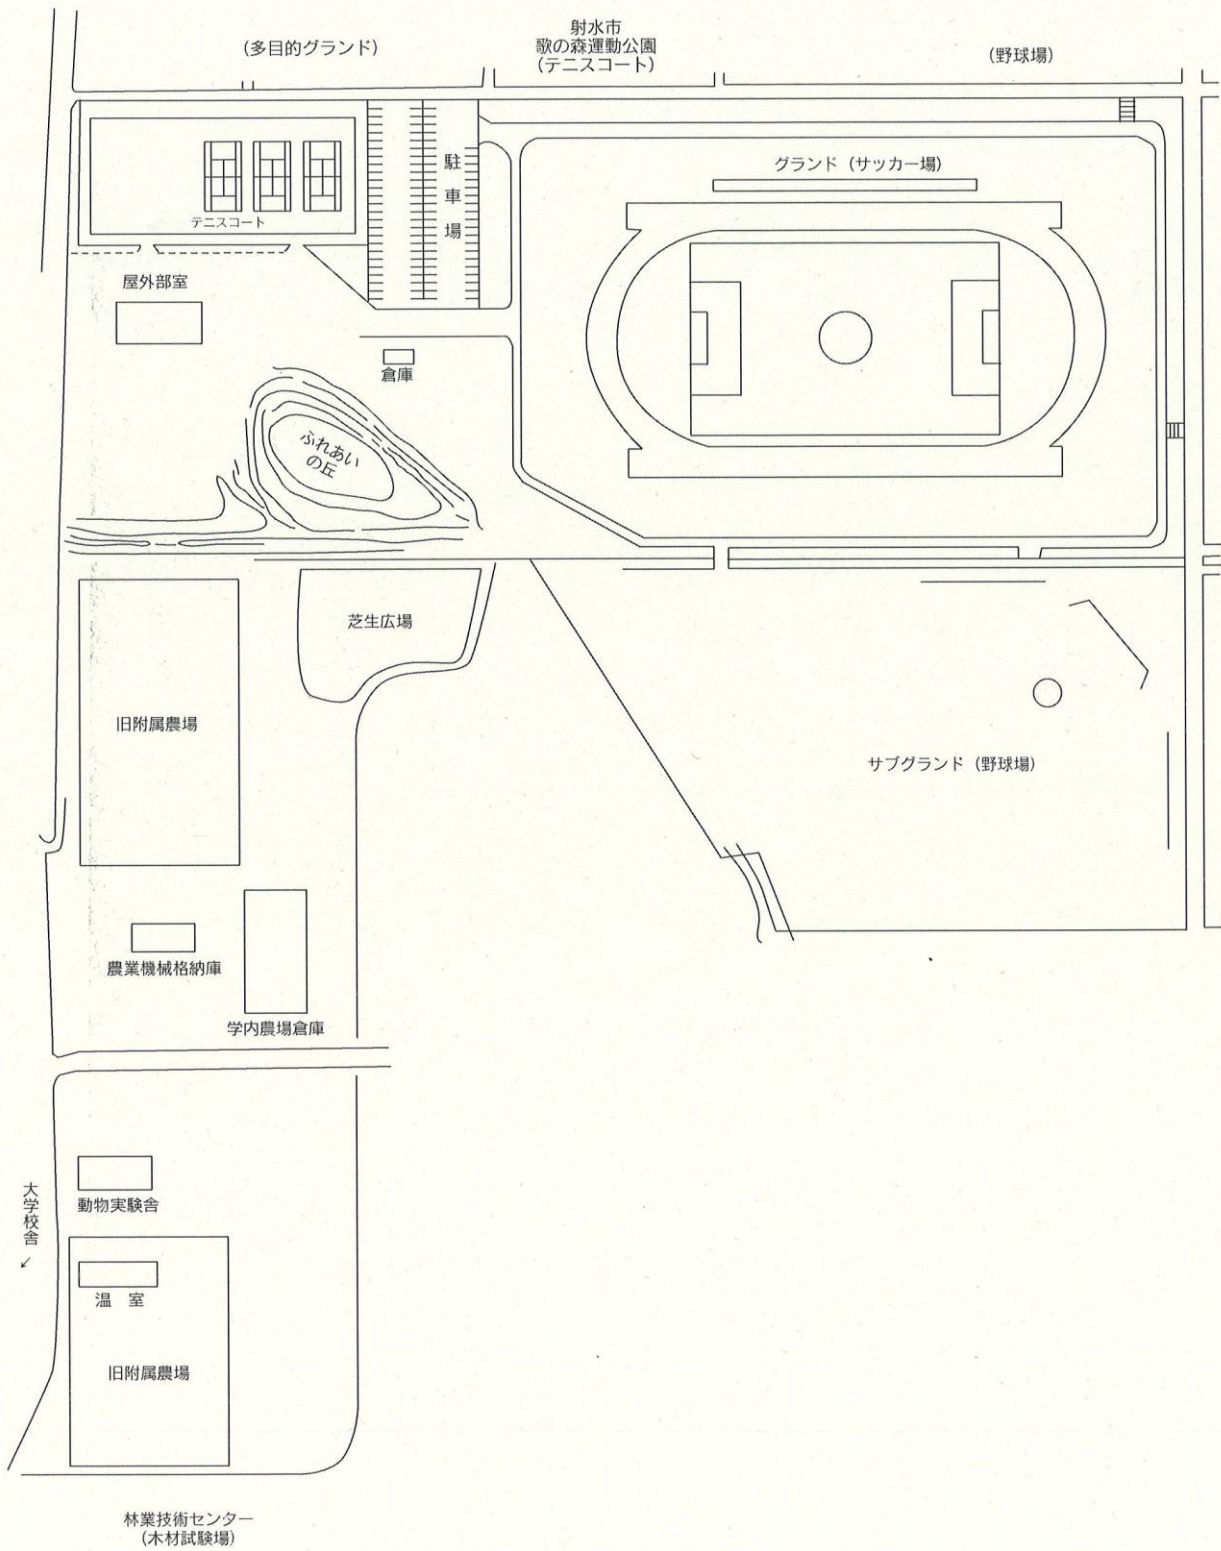 射水市
歌の森運動公園
(テニスコート)
(多目的グランド)
(野球場)
グランド(サッカー場)
駐車場
テニスコート
屋外部室
倉庫
ふれあい
の丘
芝生広場
旧附属農場
サブグランド(野球場)
農業機械格納庫
学内農場倉庫
大学校舎
↙
動物実験舎
温 室
旧附属農場
林業技術センター
(木材試験場)